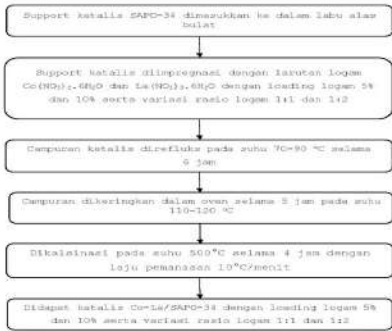 Support katalis SAPO-34 dimasukkan ke dalam labu alas
bulat
Support katalis diimpregnasi dengan larutan logam
Co(NO3)2.6H2O dan La(NO3)3.6H2O dengan loading logam 5%
dan 10% serta variasi rasio logam 1:1 dan 1:2
Campuran katalis direfluks pada suhu 70-90 °C selama
6 jam
Campuran dikeringkan dalam oven selama 5 jam pada suhu
110-120 °C
Dikalsinasi pada suhu 500°C selama 4 jam dengan
laju pemanasan 10°C/menit
Didapat katalis Co-La/SAPO-34 dengan loading logam 5%
dan 10% serta variasi rasio logam 1:1 dan 1:2